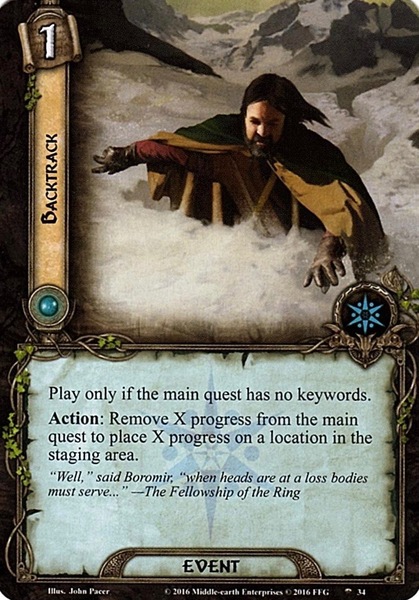 1
BACKTRACK
Play only if the main quest has no keywords.
Action: Remove X progress from the main
quest to place X progress on a location in the
staging area.
“Well,” said Boromir, “when heads are at a loss bodies
must serve...” —The Fellowship of the Ring
EVENT
Illus. John Pacer © 2016 Middle-earth Enterprises © 2016 FFG 34